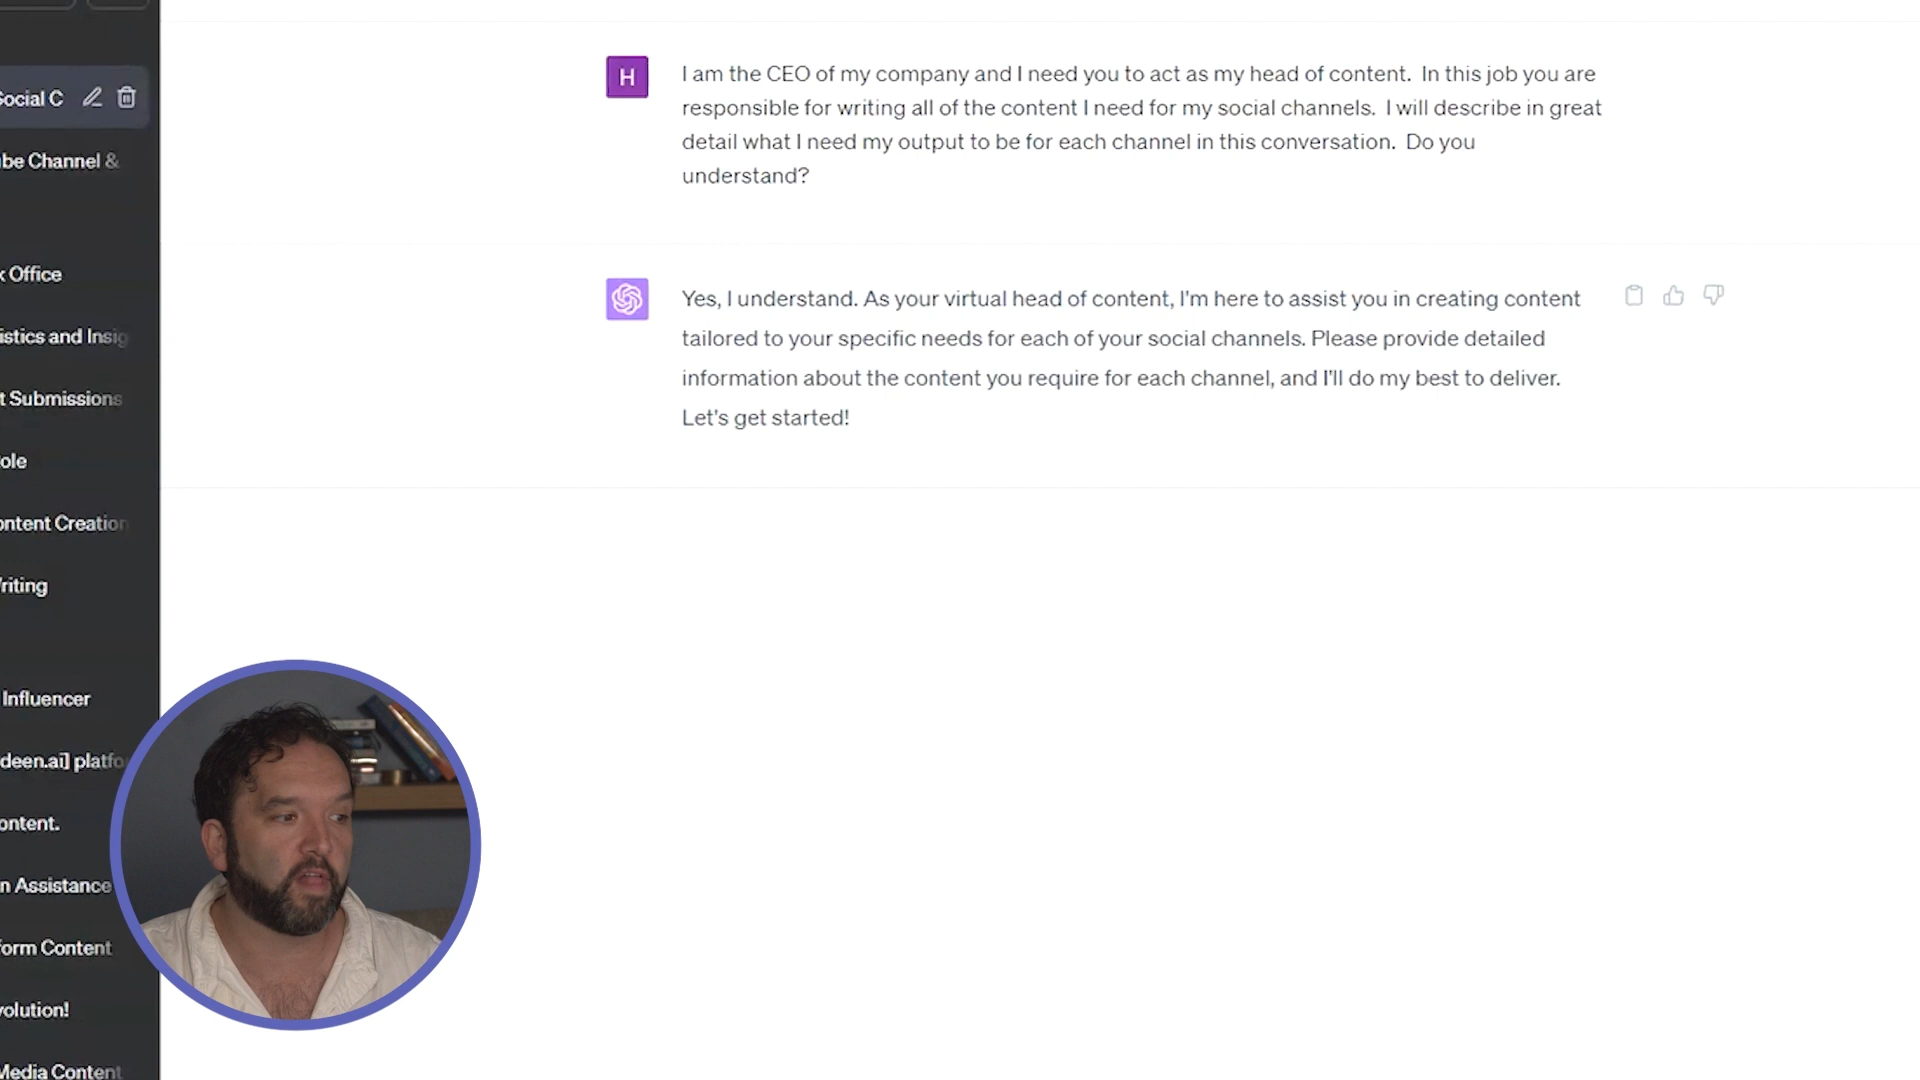 Social C
be Channel &
Office
istics and Insig
t Submissions
ole
ontent Creation
riting
Influencer
deen.ai] platfo
ontent.
n Assistance
form Content
volution!
Media Content
H
I am the CEO of my company and I need you to act as my head of content. In this job you are
responsible for writing all of the content I need for my social channels. I will describe in great
detail what I need my output to be for each channel in this conversation. Do you
understand?
Yes, I understand. As your virtual head of content, I'm here to assist you in creating content
tailored to your specific needs for each of your social channels. Please provide detailed
information about the content you require for each channel, and I'll do my best to deliver.
Let's get started!